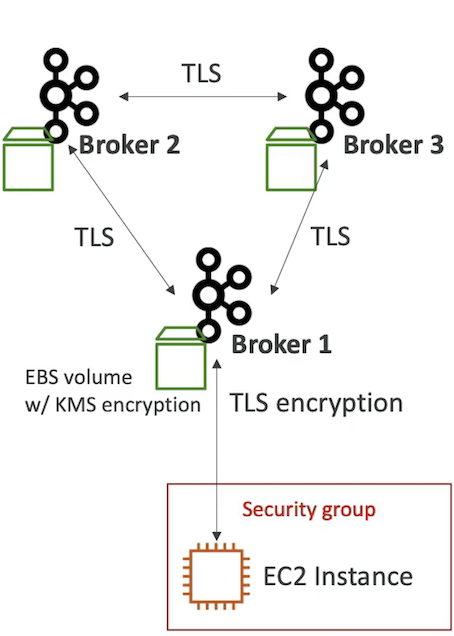 TLS
Broker 2
Broker 3
TLS
TLS
Broker 1
EBS volume
w/ KMS encryption
TLS encryption
Security group
EC2 Instance